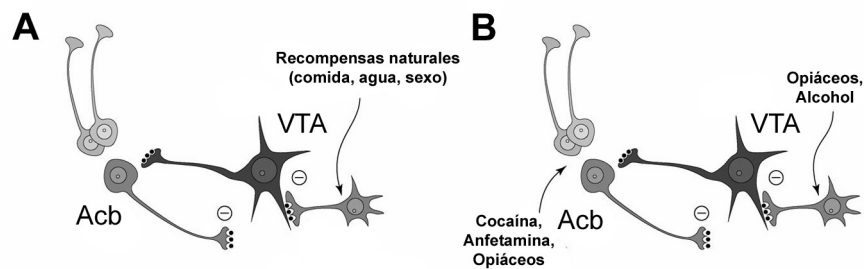 A
Recompensas naturales
(comida, agua, sexo)
VTA
Acb
B
Opiáceos,
Alcohol
VTA
Cocaína,
Anfetamina,
Opiáceos
Acb